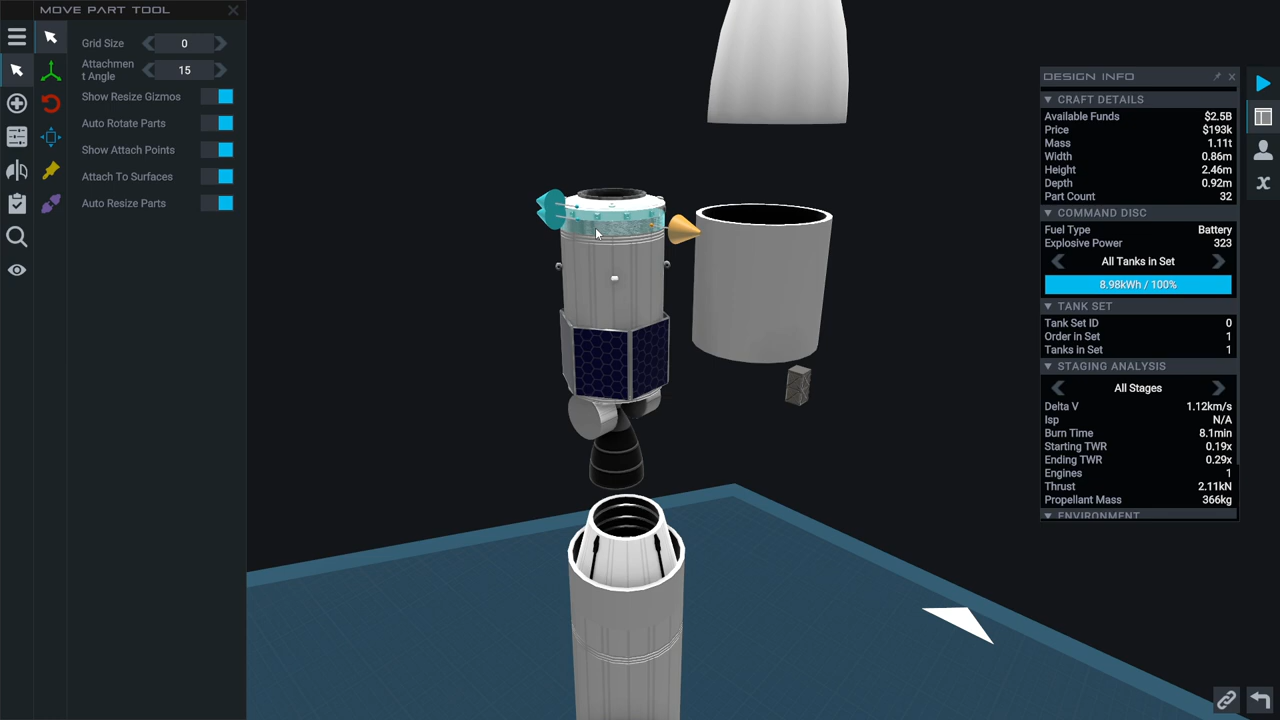 MOVE PART TOOL
Grid Size 0
Attachmen
t Angle 15
Show Resize Gizmos
Auto Rotate Parts
Show Attach Points
Attach To Surfaces
Auto Resize Parts
DESIGN INFO
CRAFT DETAILS
Available Funds $2.5B
Price $193k
Mass 1.11t
Width 0.86m
Height 2.46m
Depth 0.92m
Part Count 32
COMMAND DISC
Fuel Type Battery
Explosive Power 323
All Tanks in Set
8.98kWh / 100%
TANK SET
Tank Set ID 0
Order in Set 1
Tanks in Set 1
STAGING ANALYSIS
All Stages
Delta V 1.12km/s
Isp N/A
Burn Time 8.1min
Starting TWR 0.19x
Ending TWR 0.29x
Engines 1
Thrust 2.11kN
Propellant Mass 366kg
ENVIRONMENT